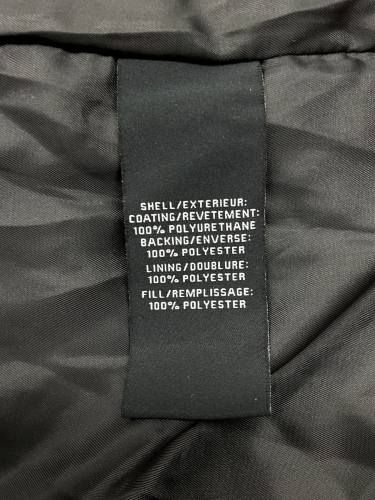 SHELL/EXTERIEUR:
COATING/REVETEMENT:
100% POLYURETHANE
BACKING/ENVERSE:
100% POLYESTER
LINING/DOUBLURE:
100% POLYESTER
FILL/REMPLISSAGE:
100% POLYESTER